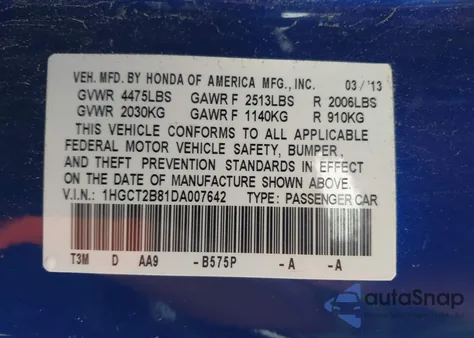 VEH. MFD. BY HONDA OF AMERICA MFG., INC. 03/'13
GVWR 4475LBS GAWR F 2513LBS R 2006LBS
GVWR 2030KG GAWR F 1140KG R 910KG
THIS VEHICLE CONFORMS TO ALL APPLICABLE
FEDERAL MOTOR VEHICLE SAFETY, BUMPER,
AND THEFT PREVENTION STANDARDS IN EFFECT
ON THE DATE OF MANUFACTURE SHOWN ABOVE.
V.I.N.: 1HGCT2B81DA007642 TYPE: PASSENGER CAR
T3M D AA9 -B575P -A -A
autaSnap